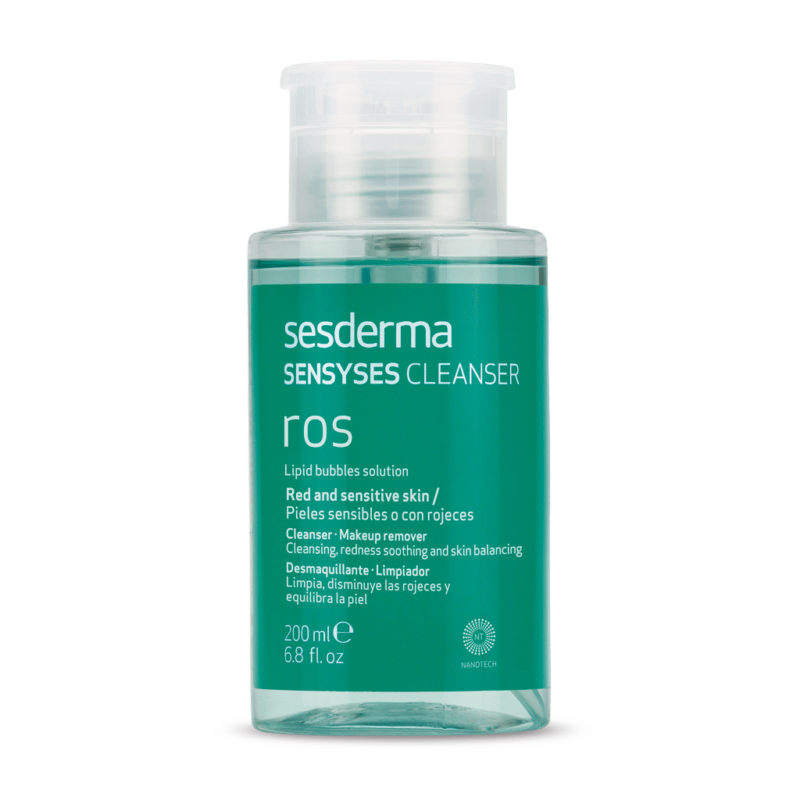 sesderma
SENSYSES CLEANSER
ros
Lipid bubbles solution
Red and sensitive skin /
Pieles sensibles o con rojeces
Cleanser · Makeup remover
Cleansing, redness soothing and skin balancing
Desmaquillante · Limpiador
Limpia, disminuye las rojeces y
equilibra la piel
200 ml ℮
6.8 fl. oz
NT
NANOTECH